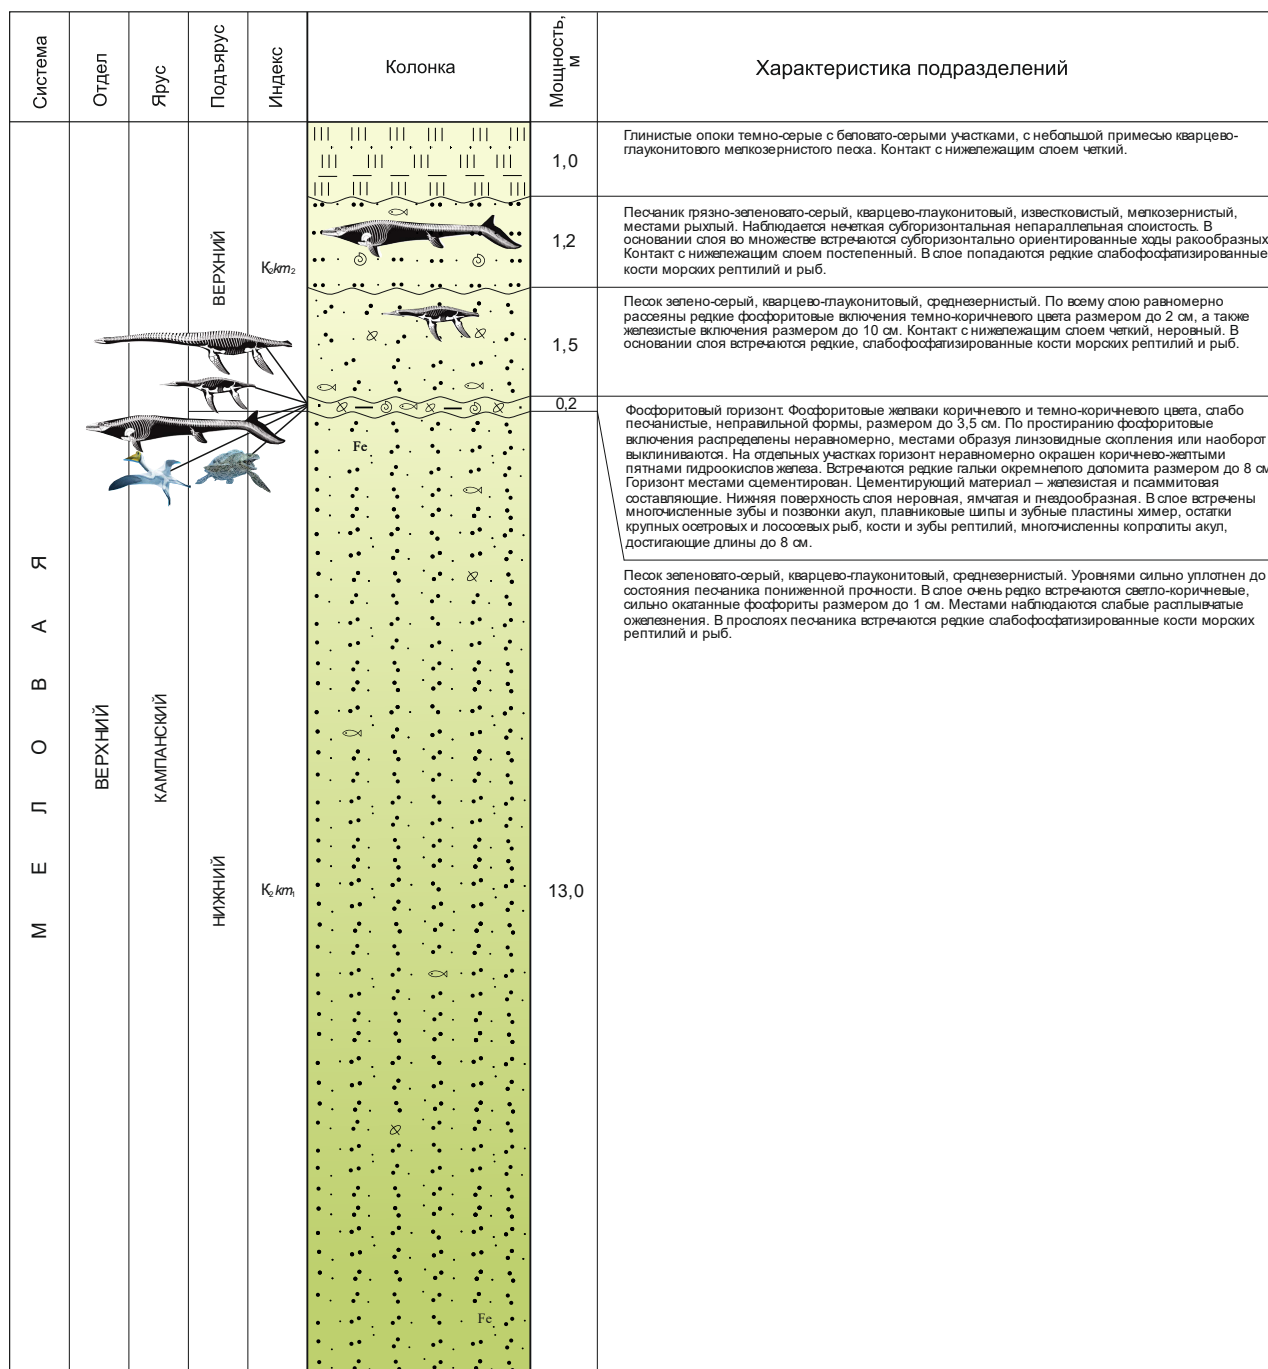 Система
Отдел
Ярус
Подъярус
Индекс
Колонка
Мощность, м
Характеристика подразделений
МЕЛОВАЯ
ВЕРХНИЙ
КАМПАНСКИЙ
ВЕРХНИЙ
K₂km₂
1,0
Глинистые опоки темно-серые с беловато-серыми участками, с небольшой примесью кварцево-
глауконитового мелкозернистого песка. Контакт с нижележащим слоем четкий.
1,2
Песчаник грязно-зеленовато-серый, кварцево-глауконитовый, известковистый, мелкозернистый,
местами рыхлый. Наблюдается нечеткая субгоризонтальная непараллельная слоистость. В
основании слоя во множестве встречаются субгоризонтально ориентированные ходы ракообразных
Контакт с нижележащим слоем постепенный. В слое попадаются редкие слабофосфатизированные
кости морских рептилий и рыб.
1,5
Песок зелено-серый, кварцево-глауконитовый, среднезернистый. По всему слою равномерно
рассеяны редкие фосфоритовые включения темно-коричневого цвета размером до 2 см, а также
железистые включения размером до 10 см. Контакт с нижележащим слоем четкий, неровный. В
основании слоя встречаются редкие, слабофосфатизированные кости морских рептилий и рыб.
0,2
Фосфоритовый горизонт. Фосфоритовые желваки коричневого и темно-коричневого цвета, слабо
песчанистые, неправильной формы, размером до 3,5 см. По простиранию фосфоритовые
включения распределены неравномерно, местами образуя линзовидные скопления или наоборот
выклиниваются. На отдельных участках горизонт неравномерно окрашен коричнево-желтыми
пятнами гидроокислов железа. Встречаются редкие гальки окремнелого доломита размером до 8 см
Горизонт местами сцементирован. Цементирующий материал – железистая и псаммитовая
составляющие. Нижняя поверхность слоя неровная, ямчатая и гнездообразная. В слое встречены
многочисленные зубы и позвонки акул, плавниковые шипы и зубные пластины химер, остатки
крупных осетровых и лососевых рыб, кости и зубы рептилий, многочисленны копролиты акул,
достигающие длины до 8 см.
НИЖНИЙ
K₂km₁
Fe
Fe
13,0
Песок зеленовато-серый, кварцево-глауконитовый, среднезернистый. Уровнями сильно уплотнен до
состояния песчаника пониженной прочности. В слое очень редко встречаются светло-коричневые,
сильно окатанные фосфориты размером до 1 см. Местами наблюдаются слабые расплывчатые
ожелезнения. В прослоях песчаника встречаются редкие слабофосфатизированные кости морских
рептилий и рыб.